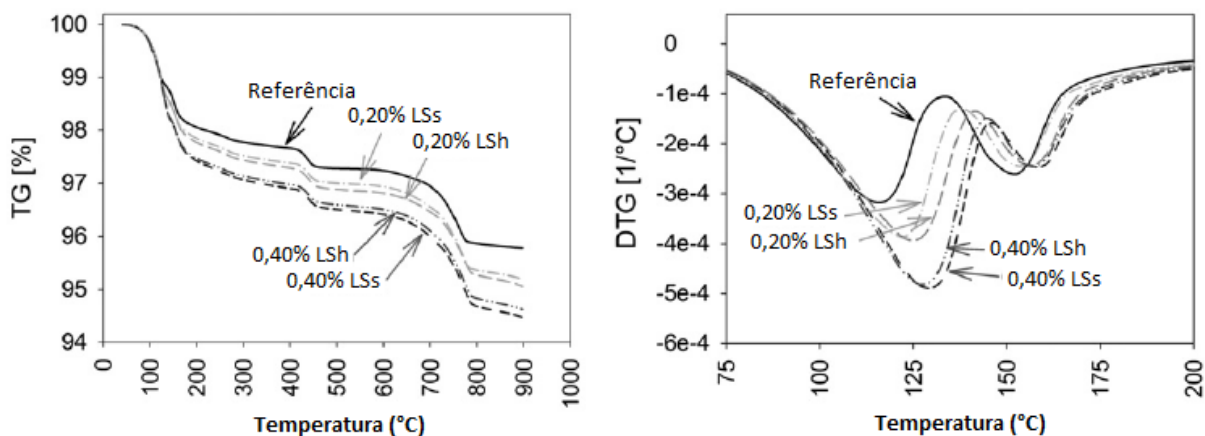 100
99
98
97
96
95
94
TG [%]
Referência
0,20% LSs
0,20% LSh
0,40% LSh
0,40% LSs
0
100
200
300
400
500
600
700
800
900
1000
Temperatura (°C)
0
-1e-4
-2e-4
-3e-4
-4e-4
-5e-4
-6e-4
DTG [1/°C]
Referência
0,20% LSs
0,20% LSh
0,40% LSh
0,40% LSs
75
100
125
150
175
200
Temperatura (°C)